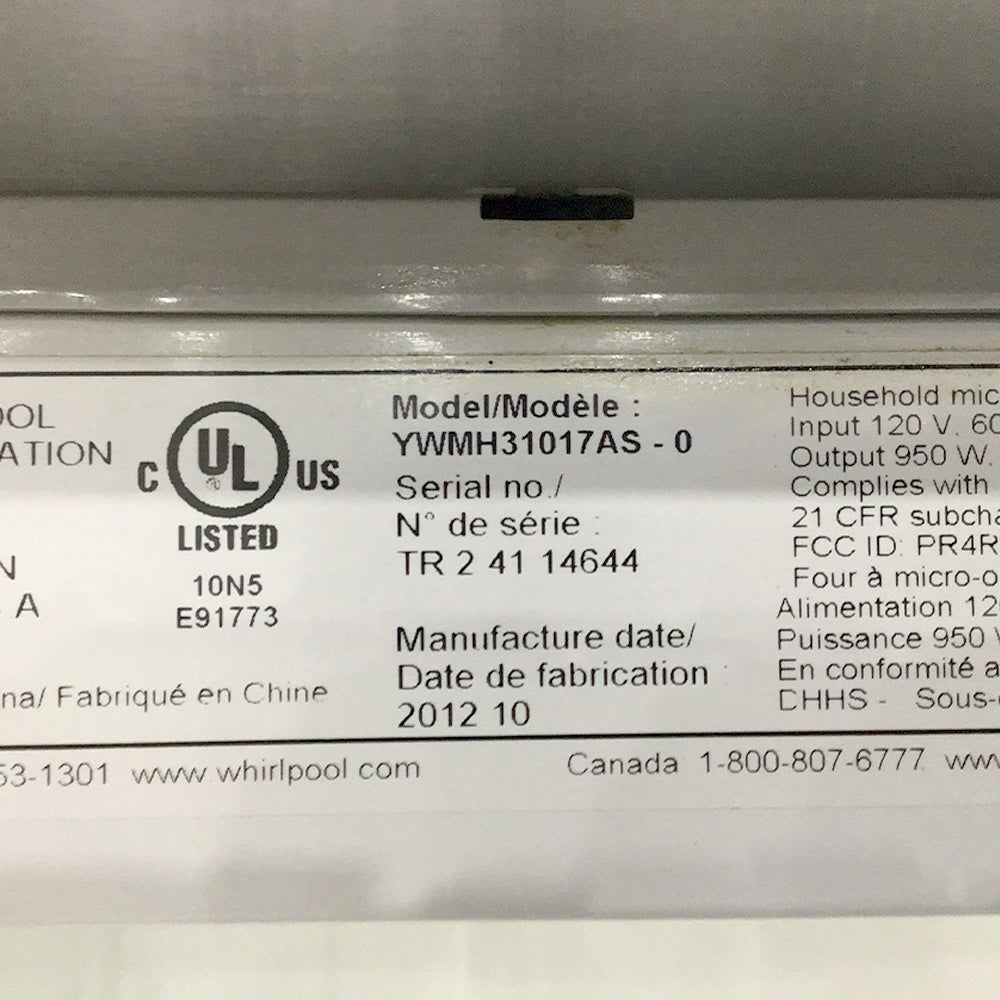 OOL
ATION
N
A
na/ Fabriqué en Chine
C UL US
LISTED
10N5
E91773
Model/Modèle :
YWMH31017AS - 0
Serial no./
N° de série :
TR 2 41 14644
Manufacture date/
Date de fabrication
2012 10
Household mic
Input 120 V, 60
Output 950 W.
Complies with
21 CFR subcha
FCC ID: PR4R
Four à micro-o
Alimentation 12
Puissance 950 W
En conformité a
DHHS - Sous-
53-1301 www.whirlpool.com
Canada 1-800-807-6777 www